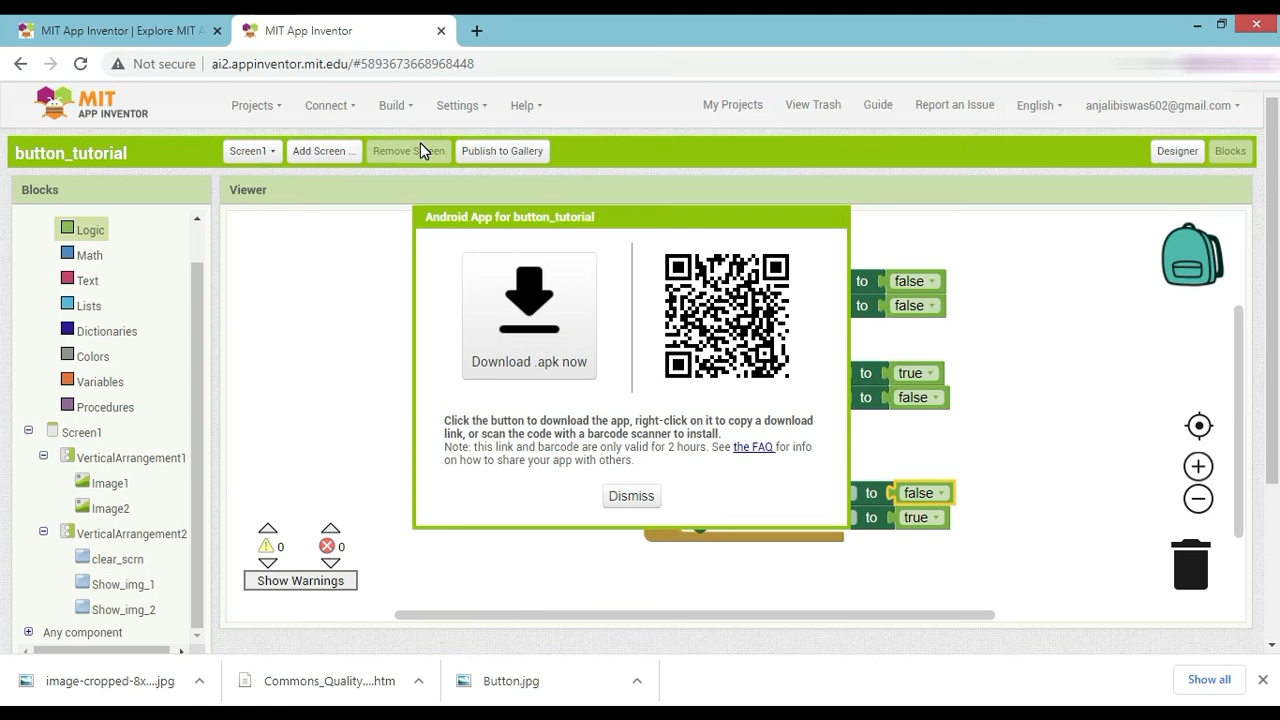 MIT App Inventor | Explore MIT A
MIT App Inventor
Not secure
ai2.appinventor.mit.edu/#5893673668968448
MIT
APP INVENTOR
Projects
Connect
Build
Settings
Help
My Proje
View Trash
Guide
Report an Issue
English
anjalibiswas602@gmail.com
button_tutorial
Screen1
Add Screen ...
Remove Screen
Publish to Gallery
Designer
Blocks
Blocks
Viewer
Logic
Math
Text
Lists
Dictionaries
Colors
Variables
Procedures
Screen1
VerticalArrangement1
Image1
Image2
VerticalArrangement2
clear_scrn
Show_img_1
Show_img_2
Any component
Android App for button_tutorial
Download .apk now
Click the button to download the app, right-click on it to copy a download
link, or scan the code with a barcode scanner to install.
Note: this link and barcode are only valid for 2 hours. See the FAQ for info
on how to share your app with others.
Dismiss
to false
to false
to true
to false
to false
to true
0
0
Show Warnings
image-cropped-8x....jpg
Commons_Quality....htm
Button.jpg
Show all